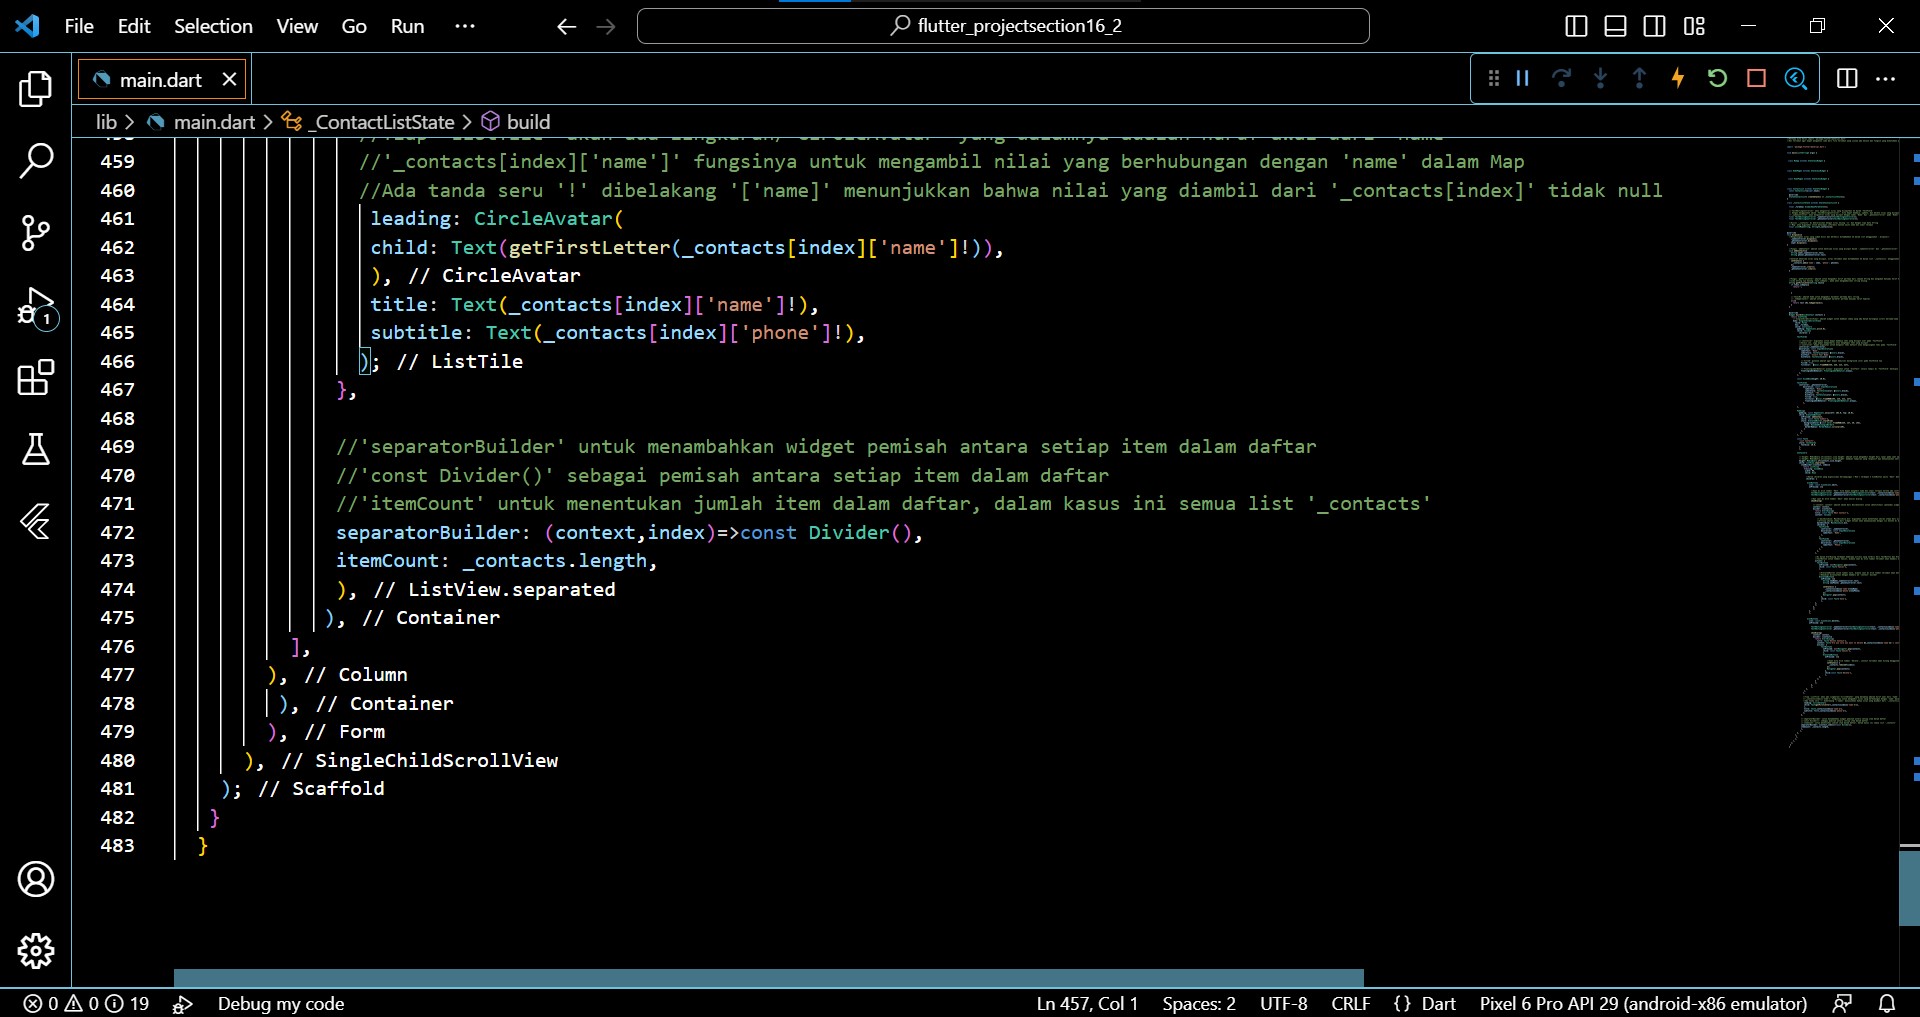 File Edit Selection View Go Run ···
flutter_projectsection16_2
main.dart
lib > main.dart > _ContactListState > build
459 //'_contacts[index]['name']' fungsinya untuk mengambil nilai yang berhubungan dengan 'name' dalam Map
460 //Ada tanda seru '!' dibelakang '['name]' menunjukkan bahwa nilai yang diambil dari '_contacts[index]' tidak null
461 leading: CircleAvatar(
462 child: Text(getFirstLetter(_contacts[index]['name']!)),
463 ), // CircleAvatar
464 title: Text(_contacts[index]['name']!),
465 subtitle: Text(_contacts[index]['phone']!),
466 ); // ListTile
467 },
468
469 //'separatorBuilder' untuk menambahkan widget pemisah antara setiap item dalam daftar
470 //'const Divider()' sebagai pemisah antara setiap item dalam daftar
471 //'itemCount' untuk menentukan jumlah item dalam daftar, dalam kasus ini semua list '_contacts'
472 separatorBuilder: (context,index)=>const Divider(),
473 itemCount: _contacts.length,
474 ), // ListView.separated
475 ), // Container
476 ],
477 ), // Column
478 ), // Container
479 ), // Form
480 ), // SingleChildScrollView
481 ); // Scaffold
482 }
483 }
1
0 0 19 Debug my code Ln 457, Col 1 Spaces: 2 UTF-8 CRLF {} Dart Pixel 6 Pro API 29 (android-x86 emulator)